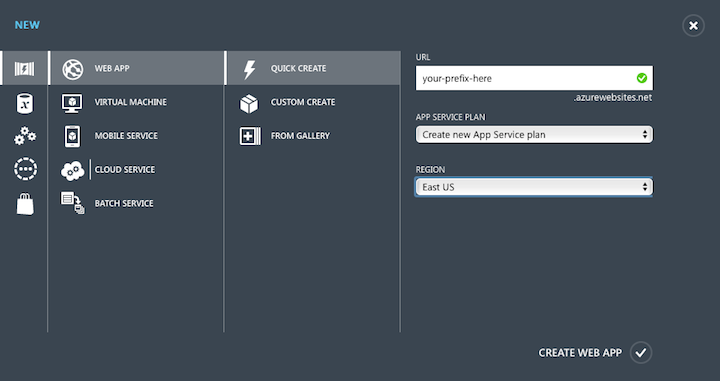 NEW
WEB APP
VIRTUAL MACHINE
MOBILE SERVICE
CLOUD SERVICE
BATCH SERVICE
QUICK CREATE
CUSTOM CREATE
FROM GALLERY
URL
your-prefix-here
.azurewebsites.net
APP SERVICE PLAN
Create new App Service plan
REGION
East US
CREATE WEB APP